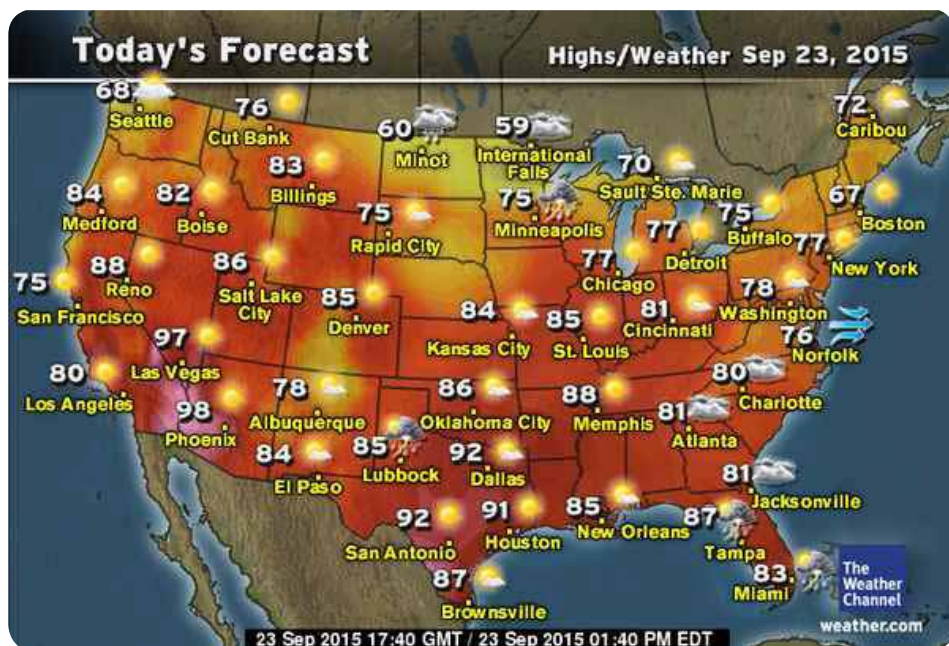 Today's Forecast
Highs/Weather Sep 23, 2015
68
Seattle
76
Cut Bank
60
Minot
59
International
Falls
72
Caribou
83
Billings
70
Sault Ste. Marie
84
Medford
82
Boise
75
Rapid City
75
Minneapolis
77
Detroit
75
Buffalo
67
Boston
77
New York
75
San Francisco
88
Reno
86
Salt Lake
City
85
Denver
77
Chicago
84
Kansas City
85
St. Louis
81
Cincinnati
78
Washington
76
Norfolk
97
Las Vegas
80
Los Angeles
98
Phoenix
78
Albuquerque
86
Oklahoma City
88
Memphis
80
Charlotte
81
Atlanta
84
El Paso
85
Lubbock
92
Dallas
81
Jacksonville
92
San Antonio
91
Houston
85
New Orleans
87
Tampa
87
Brownsville
83
Miami
The
Weather
Channel
weather.com
23 Sep 2015 17:40 GMT / 23 Sep 2015 01:40 PM EDT